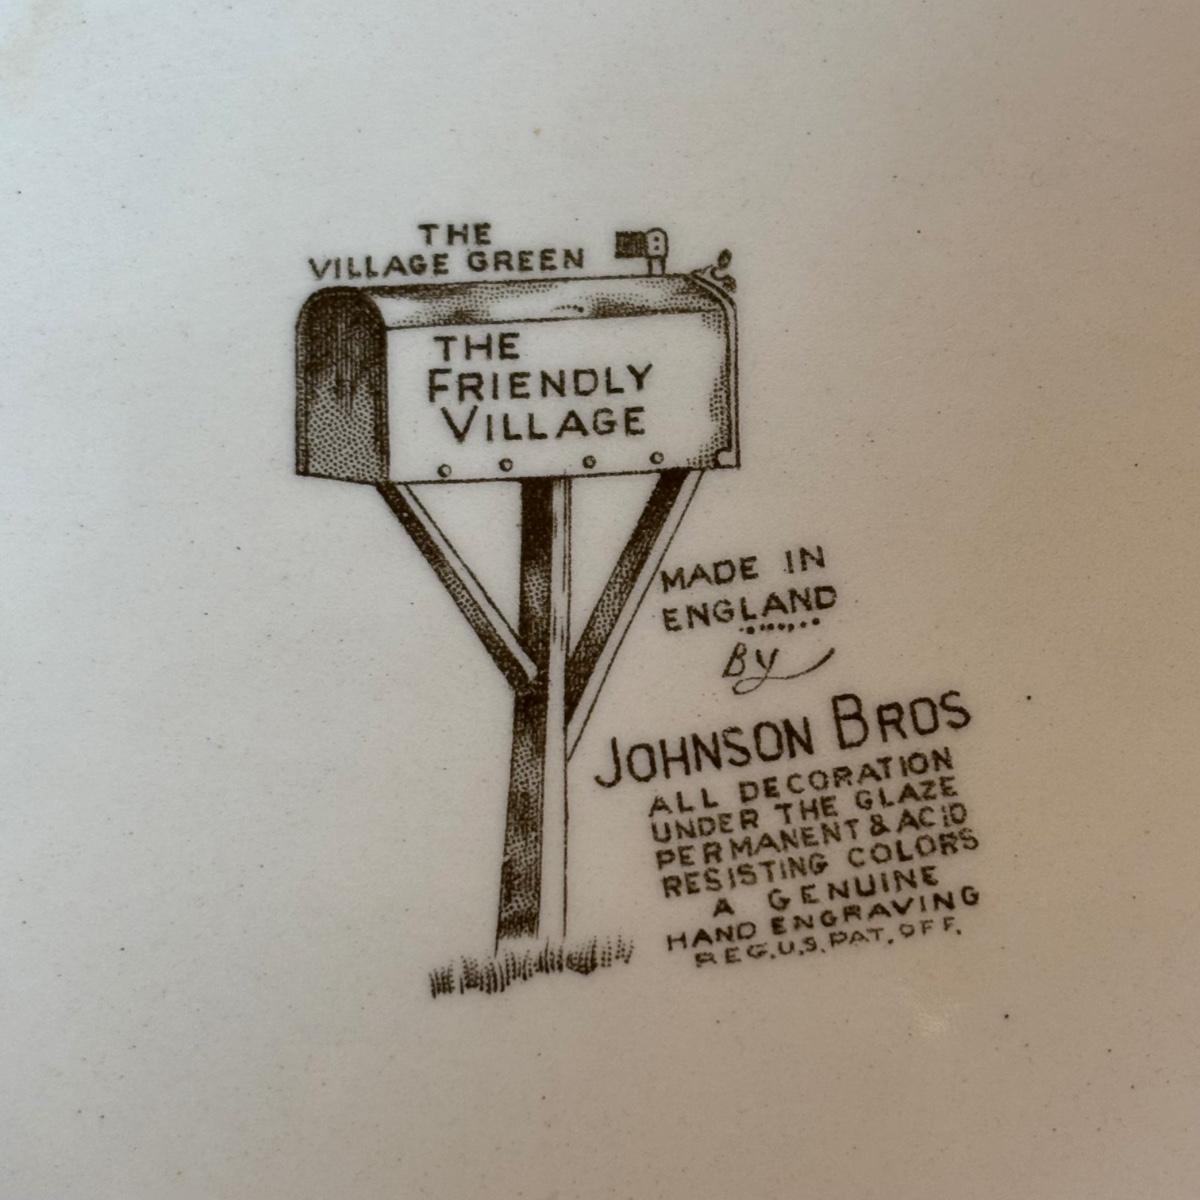 THE
VILLAGE GREEN
THE
FRIENDLY
VILLAGE
MADE IN
ENGLAND
By
JOHNSON BROS
ALL DECORATION
UNDER THE GLAZE
PERMANENT & ACID
RESISTING COLORS
A GENUINE
HAND ENGRAVING
REG. U.S. PAT. OFF.